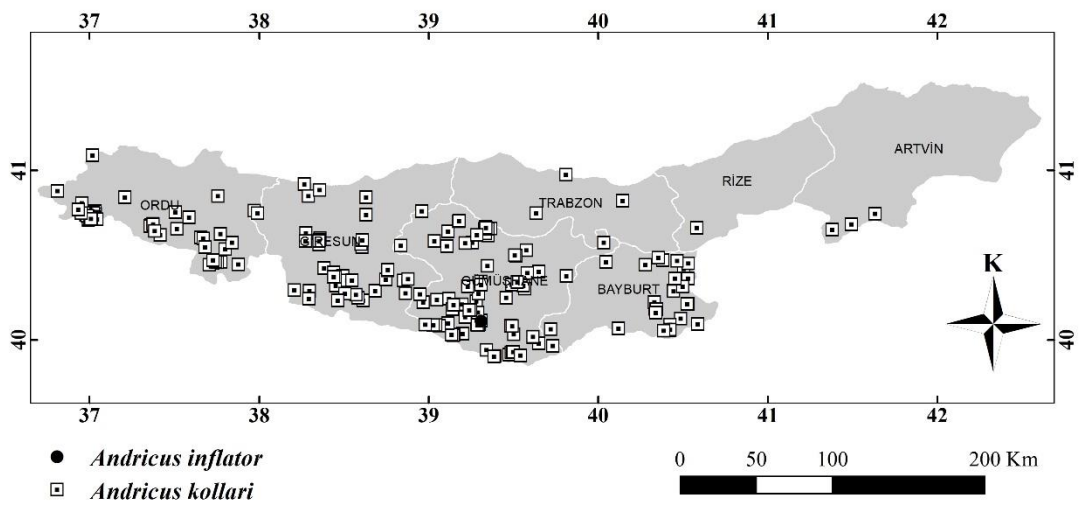 37 38 39 40 41 42
41 41
ARTVİN
RİZE
ORDU TRABZON
GİRESUN
GÜMÜŞHANE BAYBURT
K
40 40
37 38 39 40 41 42
Andricus inflator
Andricus kollari
0 50 100 200 Km